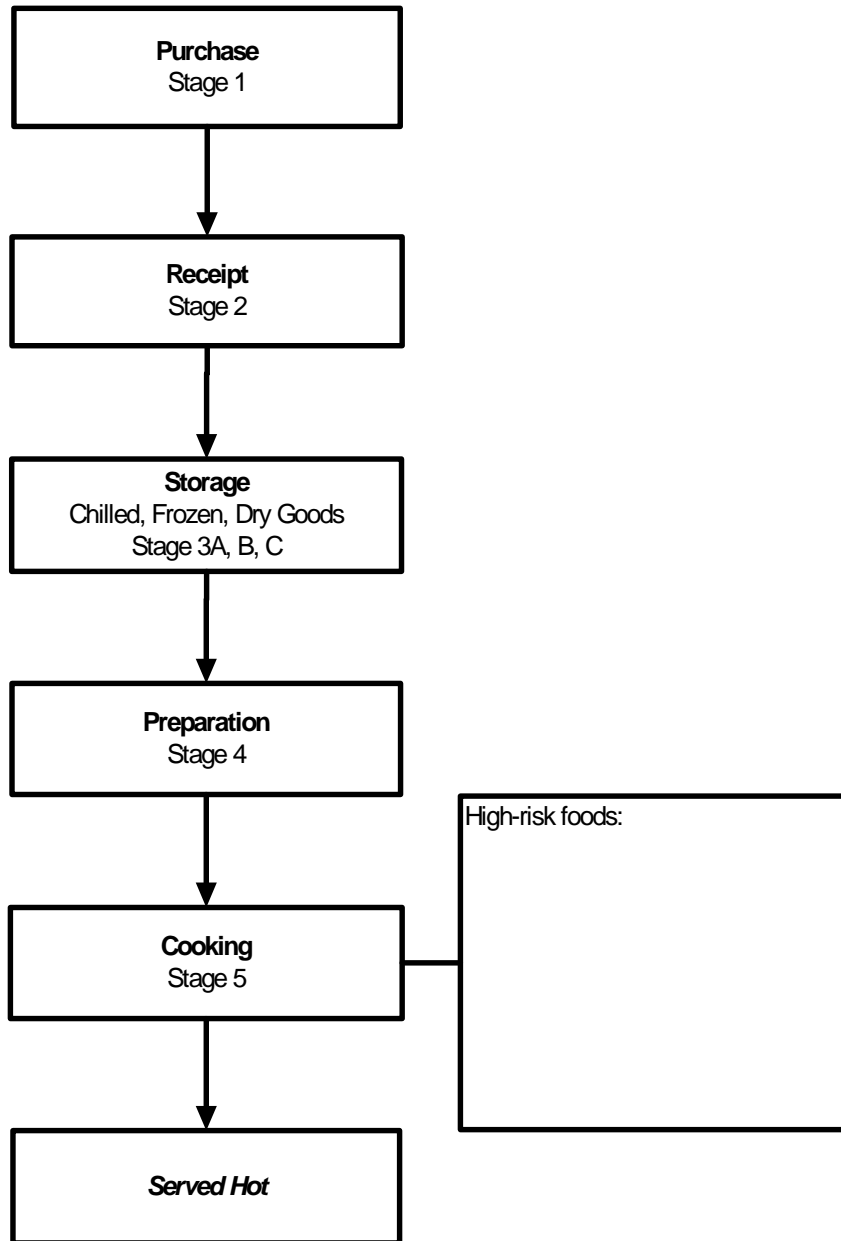 Purchase
Stage 1
Receipt
Stage 2
Storage
Chilled, Frozen, Dry Goods
Stage 3A, B, C
Preparation
Stage 4
High-risk foods:
Cooking
Stage 5
Served Hot